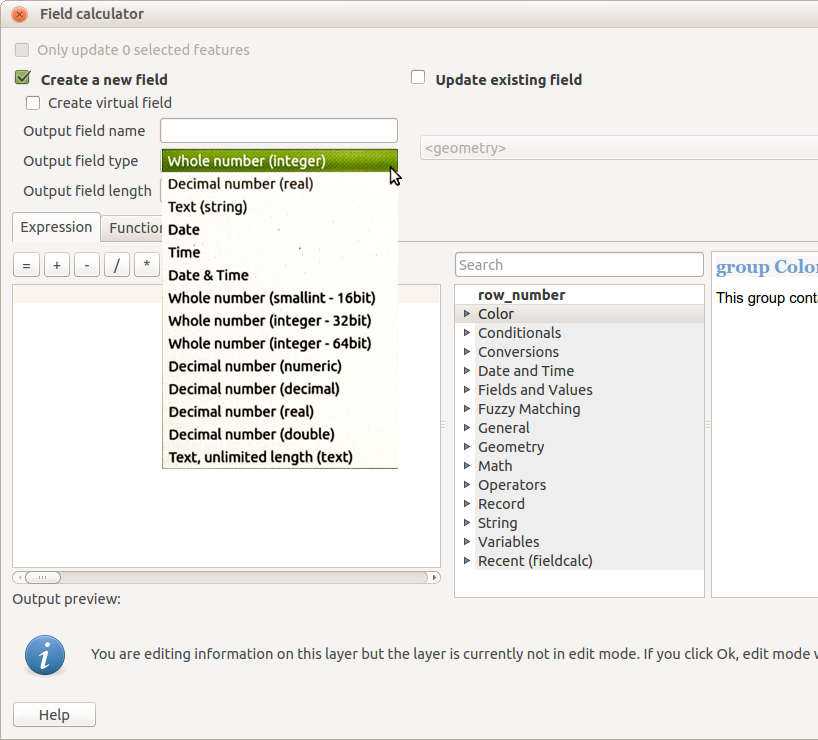 Field calculator
Only update 0 selected features
Create a new field
Update existing field
Create virtual field
Output field name
<geometry>
Output field type
Whole number (integer)
Output field length
Decimal number (real)
Text (string)
Date
Time
Date & Time
Whole number (smallint - 16bit)
Whole number (integer - 32bit)
Whole number (integer - 64bit)
Decimal number (numeric)
Decimal number (decimal)
Decimal number (real)
Decimal number (double)
Text, unlimited length (text)
Expression
Function
= + - / *
Search
row_number
Color
Conditionals
Conversions
Date and Time
Fields and Values
Fuzzy Matching
General
Geometry
Math
Operators
Record
String
Variables
Recent (fieldcalc)
group Color
This group cont
Output preview:
You are editing information on this layer but the layer is currently not in edit mode. If you click Ok, edit mode
Help